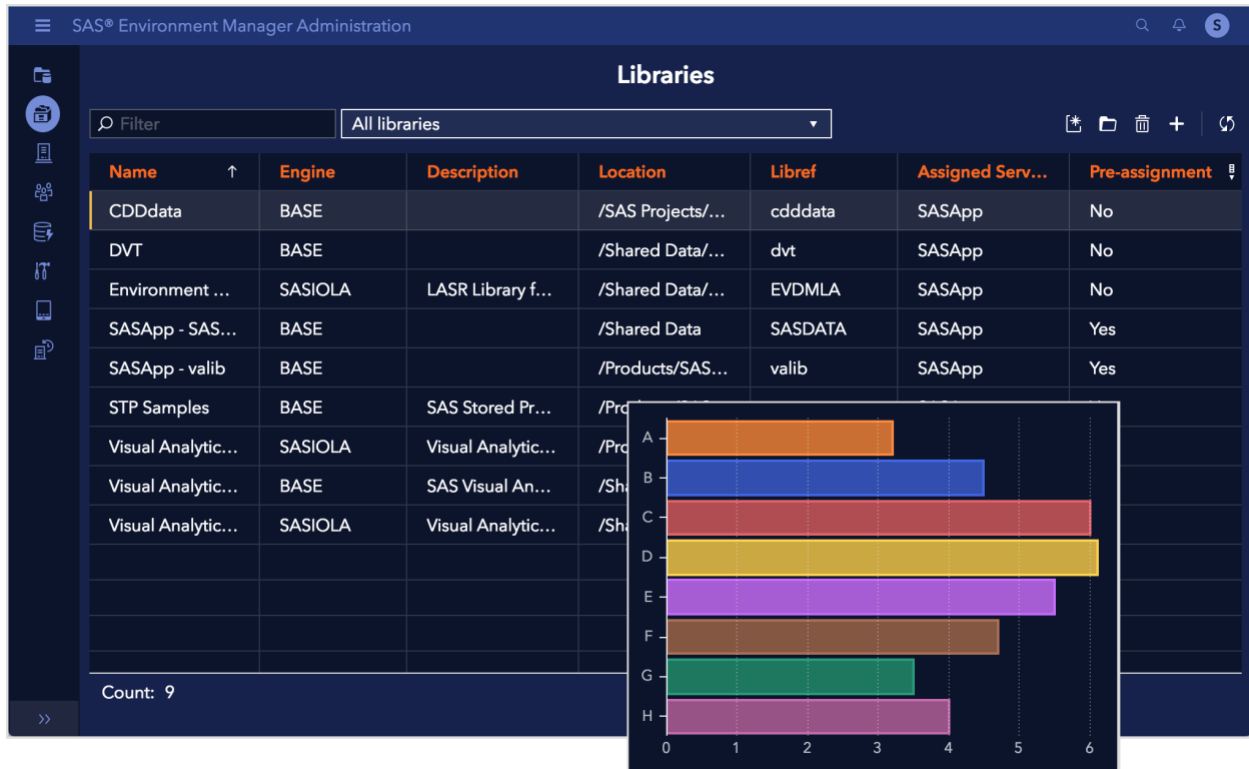 SAS® Environment Manager Administration
S
Libraries
Filter
All libraries
Name Engine Description Location Libref Assigned Serv... Pre-assignment
CDDdata BASE /SAS Projects/... cdddata SASApp No
DVT BASE /Shared Data/... dvt SASApp No
Environment ... SASIOLA LASR Library f... /Shared Data/... EVDMLA SASApp No
SASApp - SAS... BASE /Shared Data SASDATA SASApp Yes
SASApp - valib BASE /Products/SAS... valib SASApp Yes
STP Samples BASE SAS Stored Pr...
Visual Analytic... SASIOLA Visual Analytic...
Visual Analytic... BASE SAS Visual An...
Visual Analytic... SASIOLA Visual Analytic...
Count: 9
A
B
C
D
E
F
G
H
0 1 2 3 4 5 6